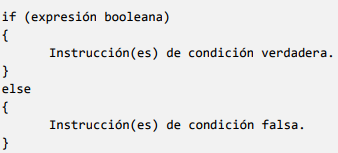 if (expresión booleana)
{
Instrucción(es) de condición verdadera.
}
else
{
Instrucción(es) de condición falsa.
}